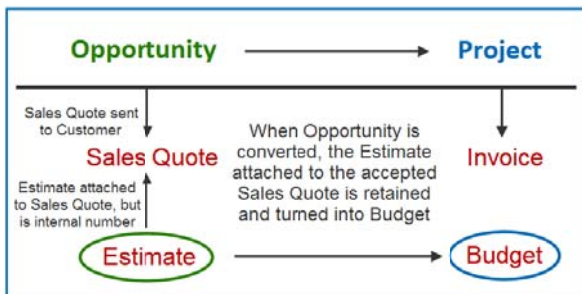 Opportunity
Project
Sales Quote sent
to Customer
Sales Quote
Estimate attached
to Sales Quote, but
is internal number
Estimate
When Opportunity is
converted, the Estimate
attached to the accepted
Sales Quote is retained
and turned into Budget
Invoice
Budget